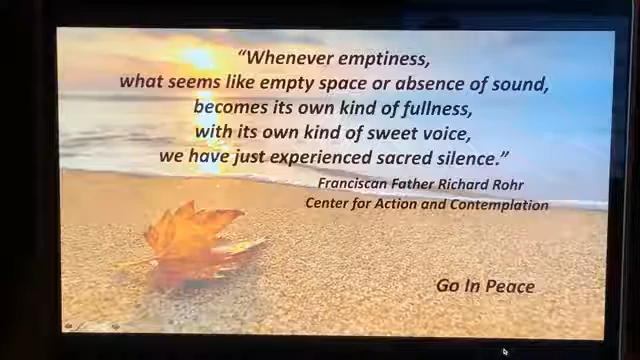 “Whenever emptiness,
what seems like empty space or absence of sound,
becomes its own kind of fullness,
with its own kind of sweet voice,
we have just experienced sacred silence.”
Franciscan Father Richard Rohr
Center for Action and Contemplation
Go In Peace